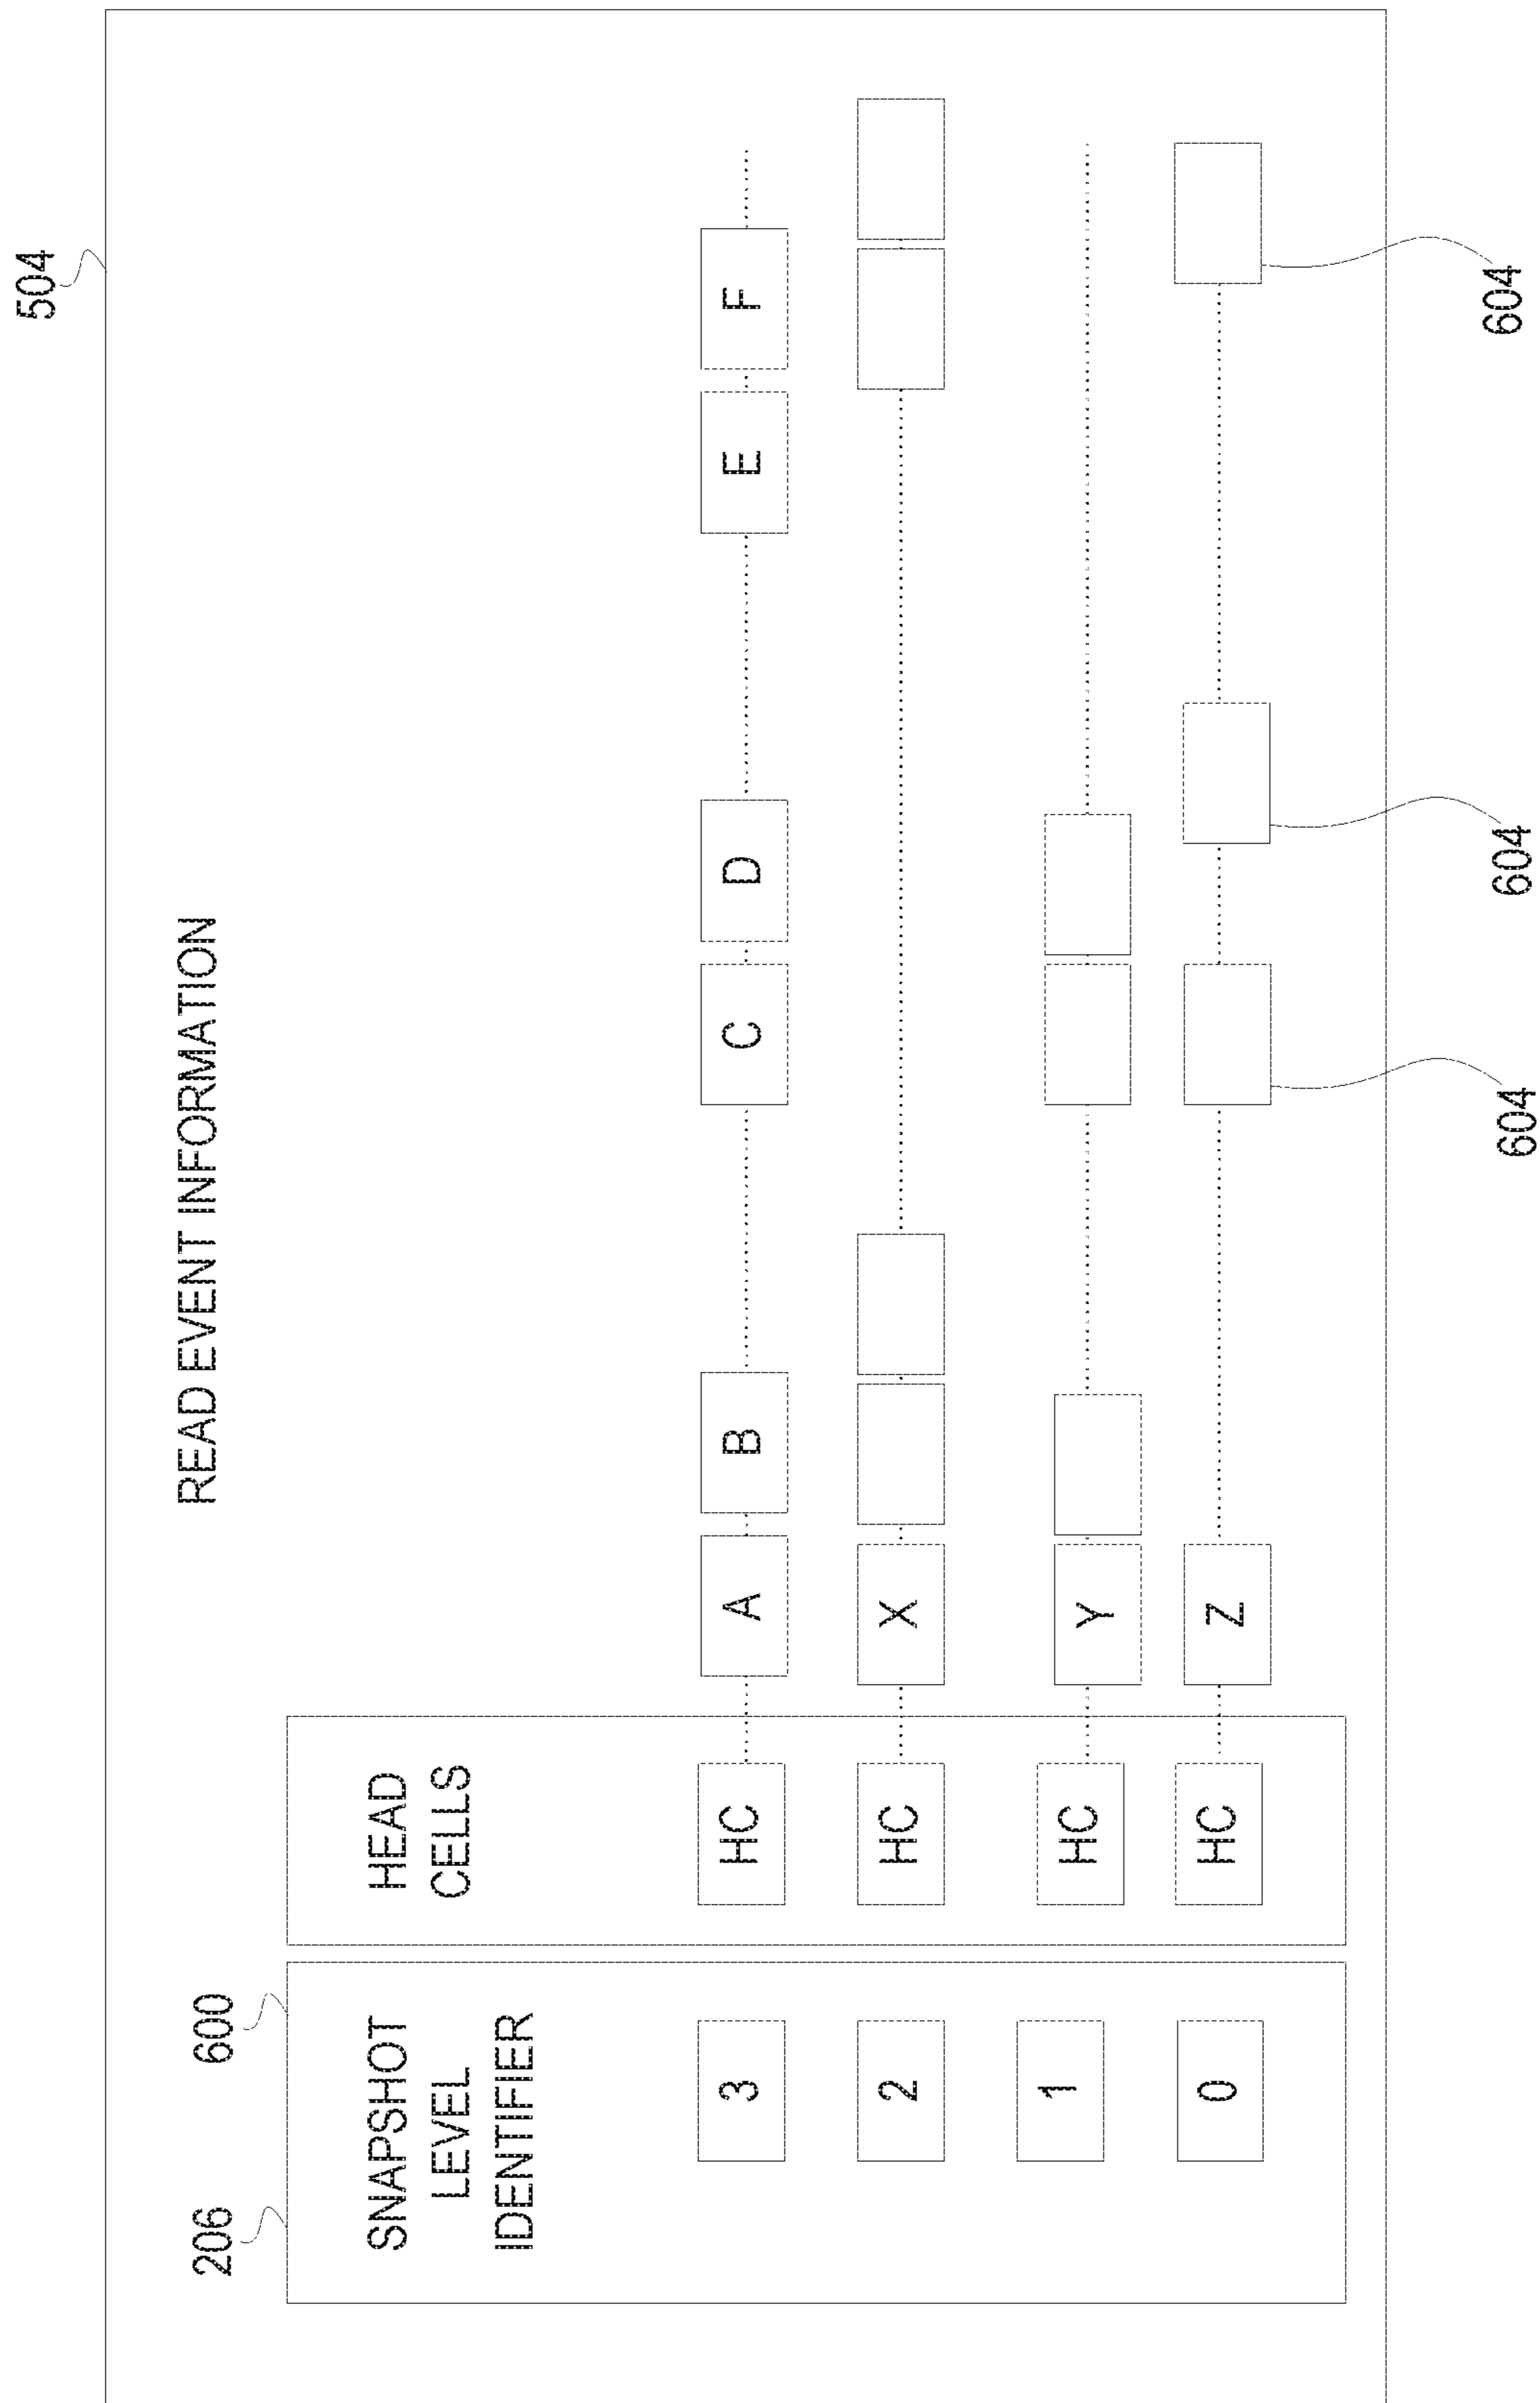 504
READ EVENT INFORMATION
206
600
SNAPSHOT
LEVEL
IDENTIFIER
HEAD
CELLS
3 HC A B C D E F
2 HC X
1 HC Y
0 HC Z
604 604 604